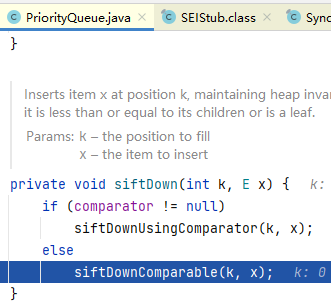 PriorityQueue.java × SEIStub.class × Sync
}
Inserts item x at position k, maintaining heap inva
it is less than or equal to its children or is a leaf.
Params: k – the position to fill
x – the item to insert
private void siftDown(int k, E x) { k:
if (comparator != null)
siftDownUsingComparator(k, x);
else
siftDownComparable(k, x); k: 0
}